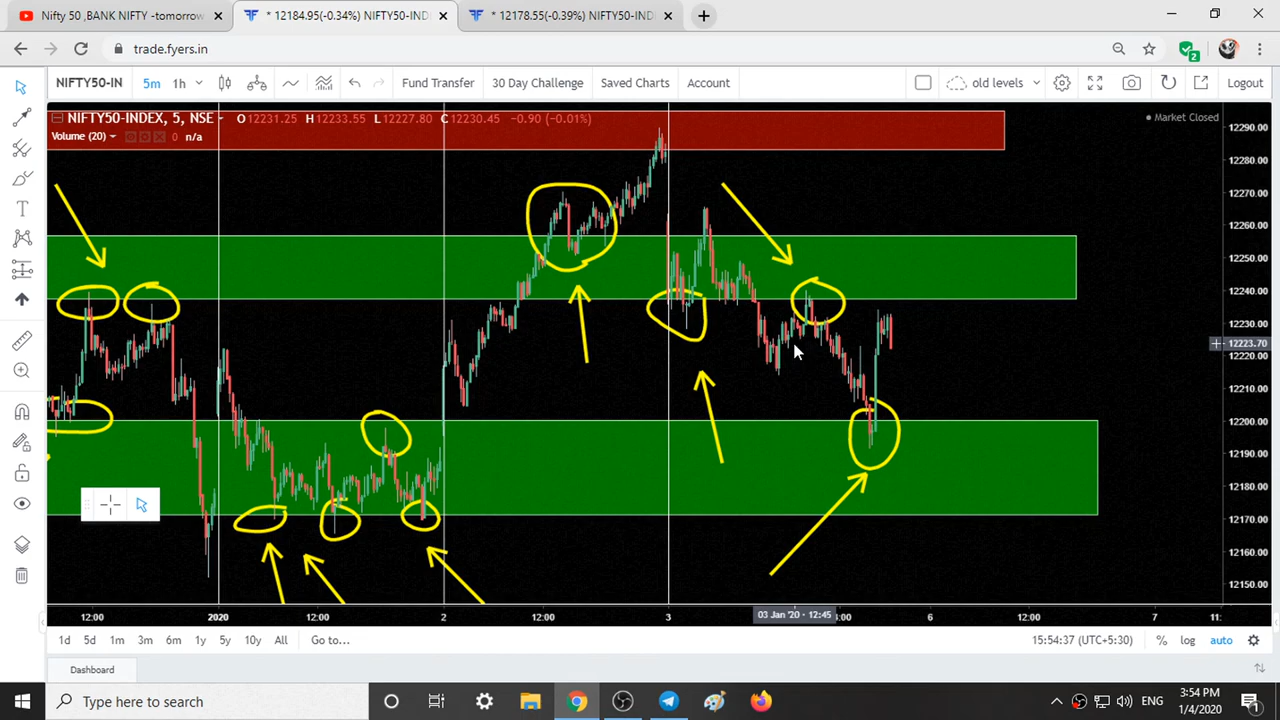 Nifty 50 ,BANK NIFTY -tomorrow
* 12184.95(-0.34%) NIFTY50-IND
* 12178.55(-0.39%) NIFTY50-IND
trade.fyers.in
2
NIFTY50-IN 5m 1h Fund Transfer 30 Day Challenge Saved Charts Account old levels Logout
NIFTY50-INDEX, 5, NSE O12231.25 H12233.55 L12227.80 C12230.45 -0.90 (-0.01%)
Market Closed
Volume (20) 0 n/a
12290.00
12280.00
12270.00
12260.00
12250.00
12240.00
12230.00
12223.70
12220.00
12210.00
12200.00
12190.00
12180.00
12170.00
12160.00
12150.00
12:00 2020 12:00 2 12:00 3 03 Jan '20 - 12:45 :00 6 12:00 7 11:
1d 5d 1m 3m 6m 1y 5y 10y All Go to... 15:54:37 (UTC+5:30) % log auto
Dashboard
Type here to search
ENG
3:54 PM
1/4/2020
1